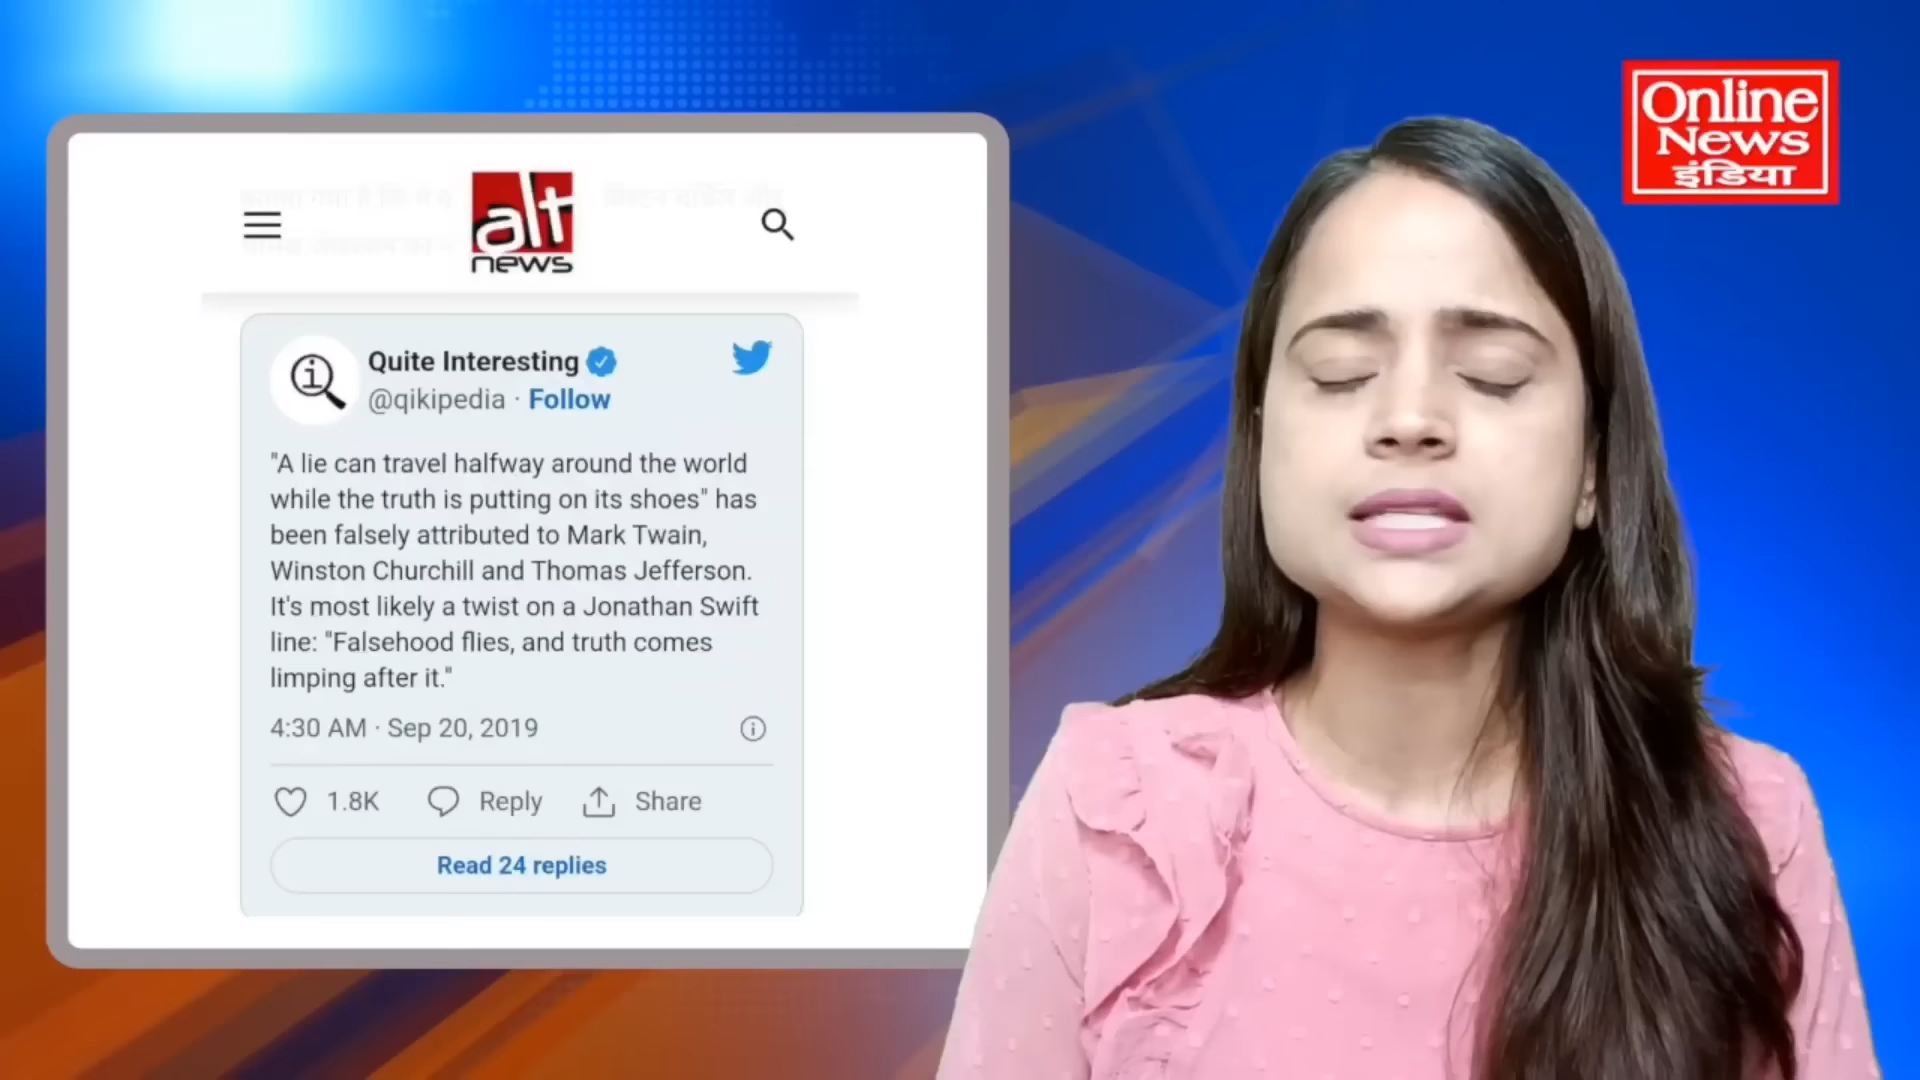 Online
News
इंडिया
alt
news
Quite Interesting
@qikipedia · Follow
"A lie can travel halfway around the world
while the truth is putting on its shoes" has
been falsely attributed to Mark Twain,
Winston Churchill and Thomas Jefferson.
It's most likely a twist on a Jonathan Swift
line: "Falsehood flies, and truth comes
limping after it."
4:30 AM · Sep 20, 2019
1.8K Reply Share
Read 24 replies